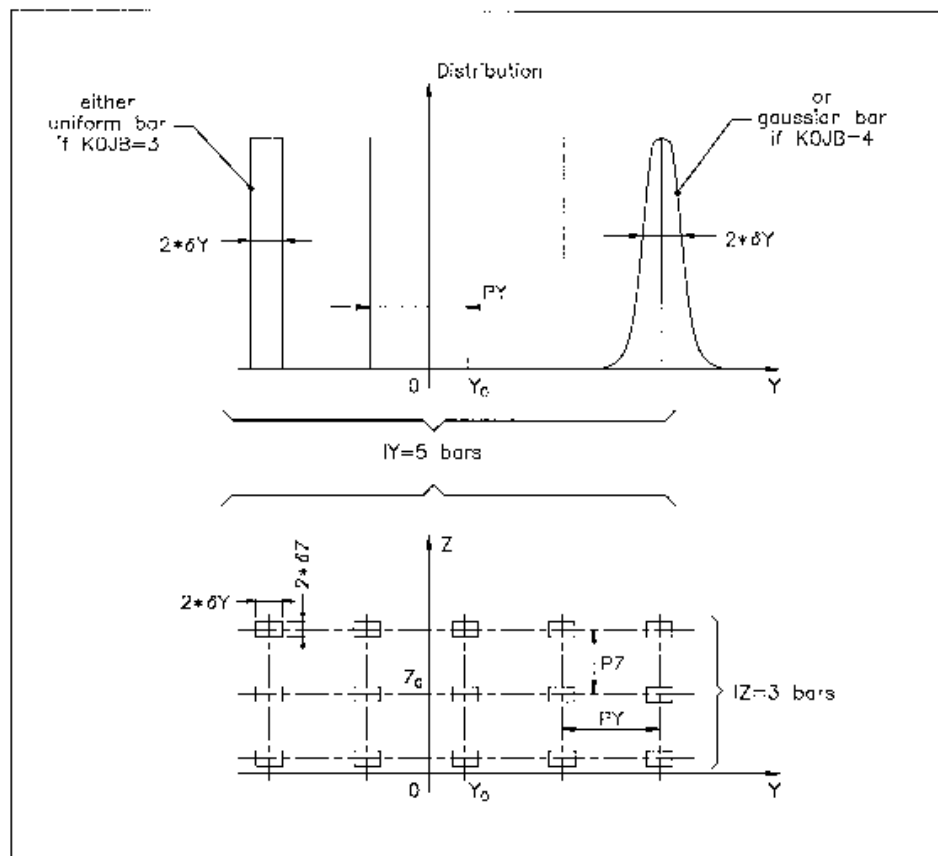 Distribution
either
uniform bar
if KOJB=3
or
gaussian bar
if KOJB=4
2*δY
2*δY
PY
0
Y₀
Y
IY=5 bars
Z
2*δZ
2*δY
Z₀
PZ
PY
IZ=3 bars
0
Y₀
Y